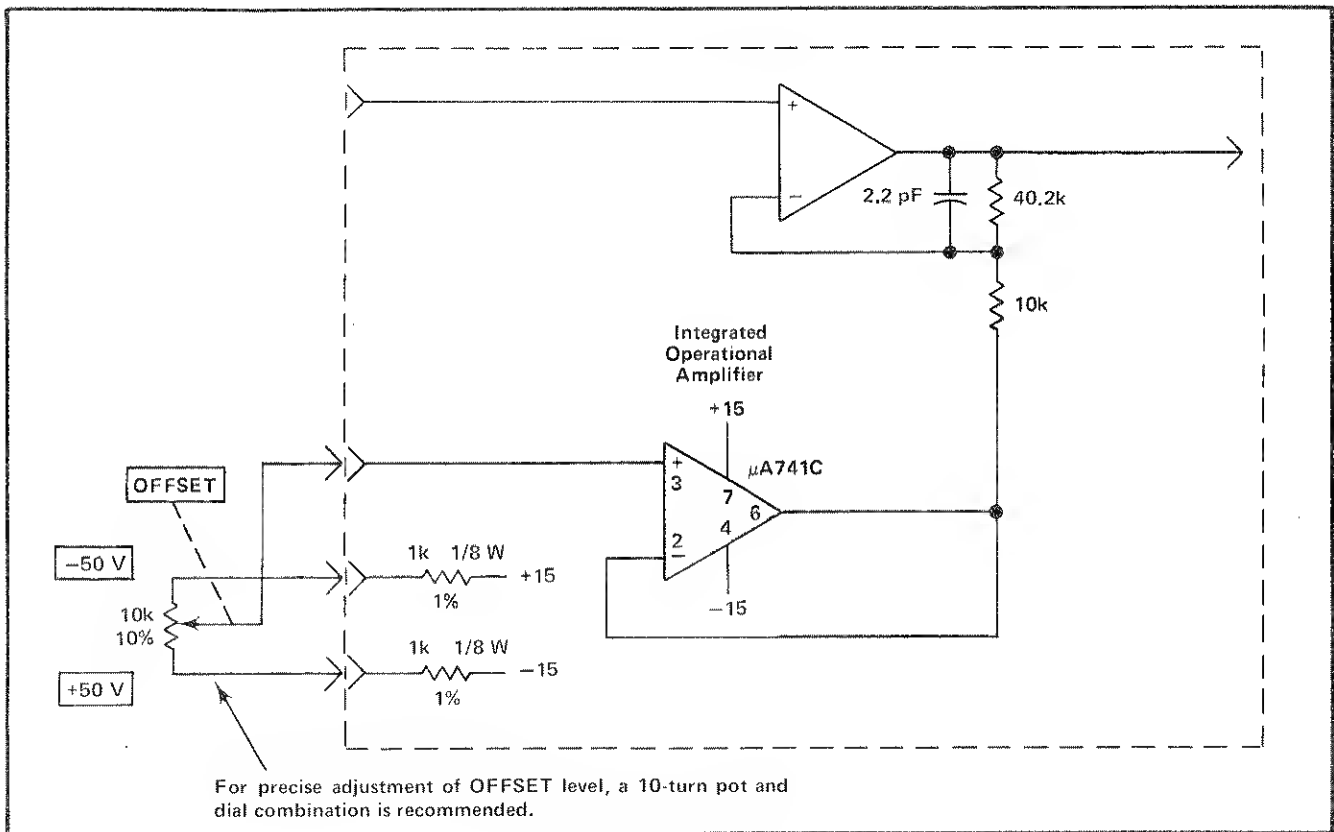 +
−
2.2 pF
40.2k
10k
Integrated
Operational
Amplifier
+15
μA741C
+
3
7
6
2
−
4
−15
OFFSET
−50 V
1k 1/8 W
+15
1%
10k
10%
1k 1/8 W
−15
1%
+50 V
For precise adjustment of OFFSET level, a 10-turn pot and
dial combination is recommended.